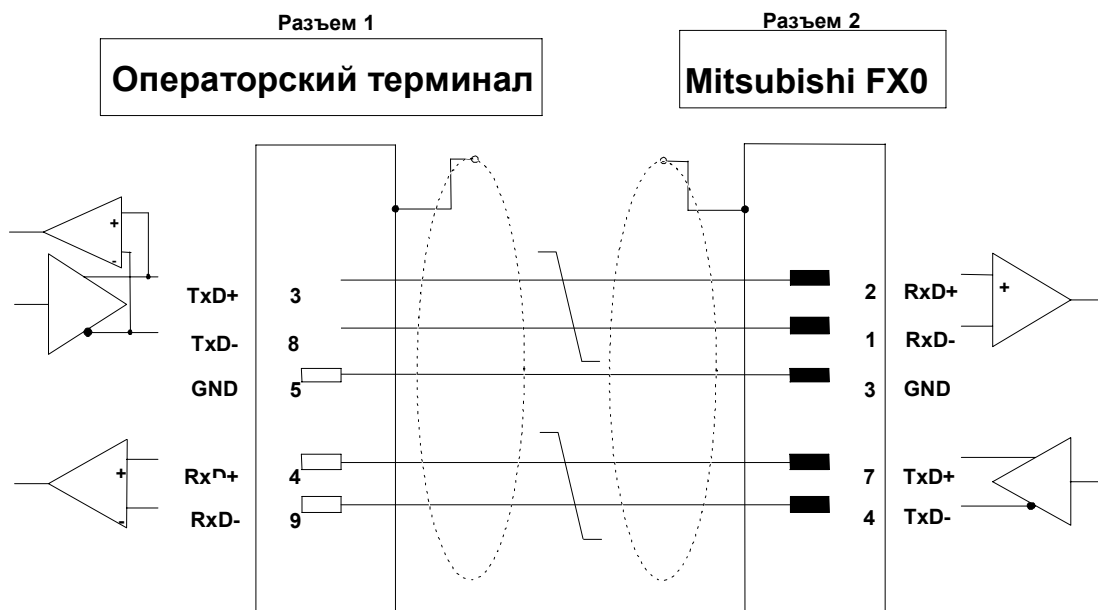 Разъем 1
Разъем 2
Операторский терминал
Mitsubishi FX0
+
-
TxD+ 3
2 RxD+
+
TxD- 8
1 RxD-
GND 5
3 GND
+
RxD+ 4
7 TxD+
RxD- 9
4 TxD-
-